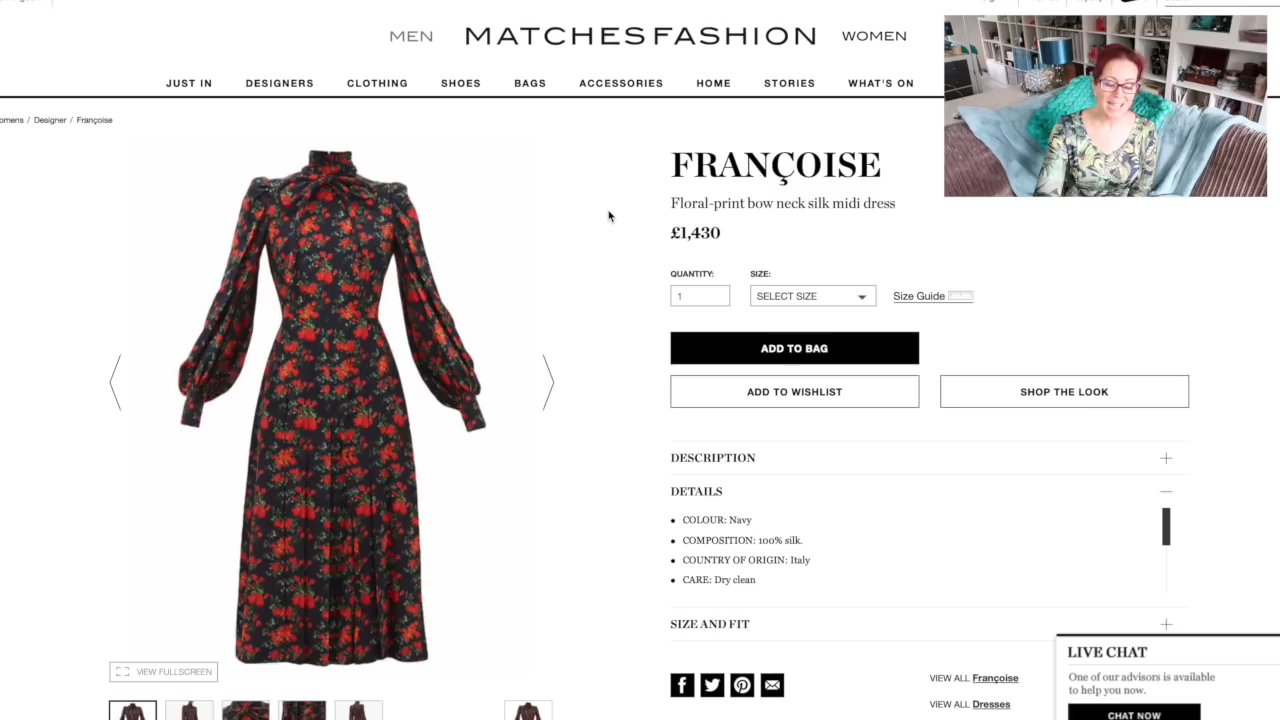 MEN
MATCHESFASHION
WOMEN
JUST IN
DESIGNERS
CLOTHING
SHOES
BAGS
ACCESSORIES
HOME
STORIES
WHAT'S ON
omens / Designer / Françoise
FRANÇOISE
Floral-print bow neck silk midi dress
£1,430
QUANTITY:
SIZE:
1
SELECT SIZE
Size Guide
ADD TO BAG
ADD TO WISHLIST
SHOP THE LOOK
DESCRIPTION
DETAILS
COLOUR: Navy
COMPOSITION: 100% silk.
COUNTRY OF ORIGIN: Italy
CARE: Dry clean
SIZE AND FIT
VIEW FULLSCREEN
VIEW ALL Françoise
VIEW ALL Dresses
LIVE CHAT
One of our advisors is available
to help you now.
CHAT NOW